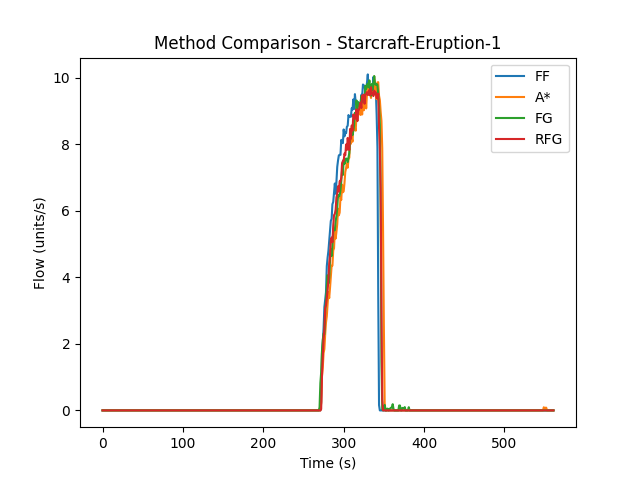 Method Comparison - Starcraft-Eruption-1
FF
A*
FG
RFG
Flow (units/s)
10
8
6
4
2
0
0 100 200 300 400 500
Time (s)